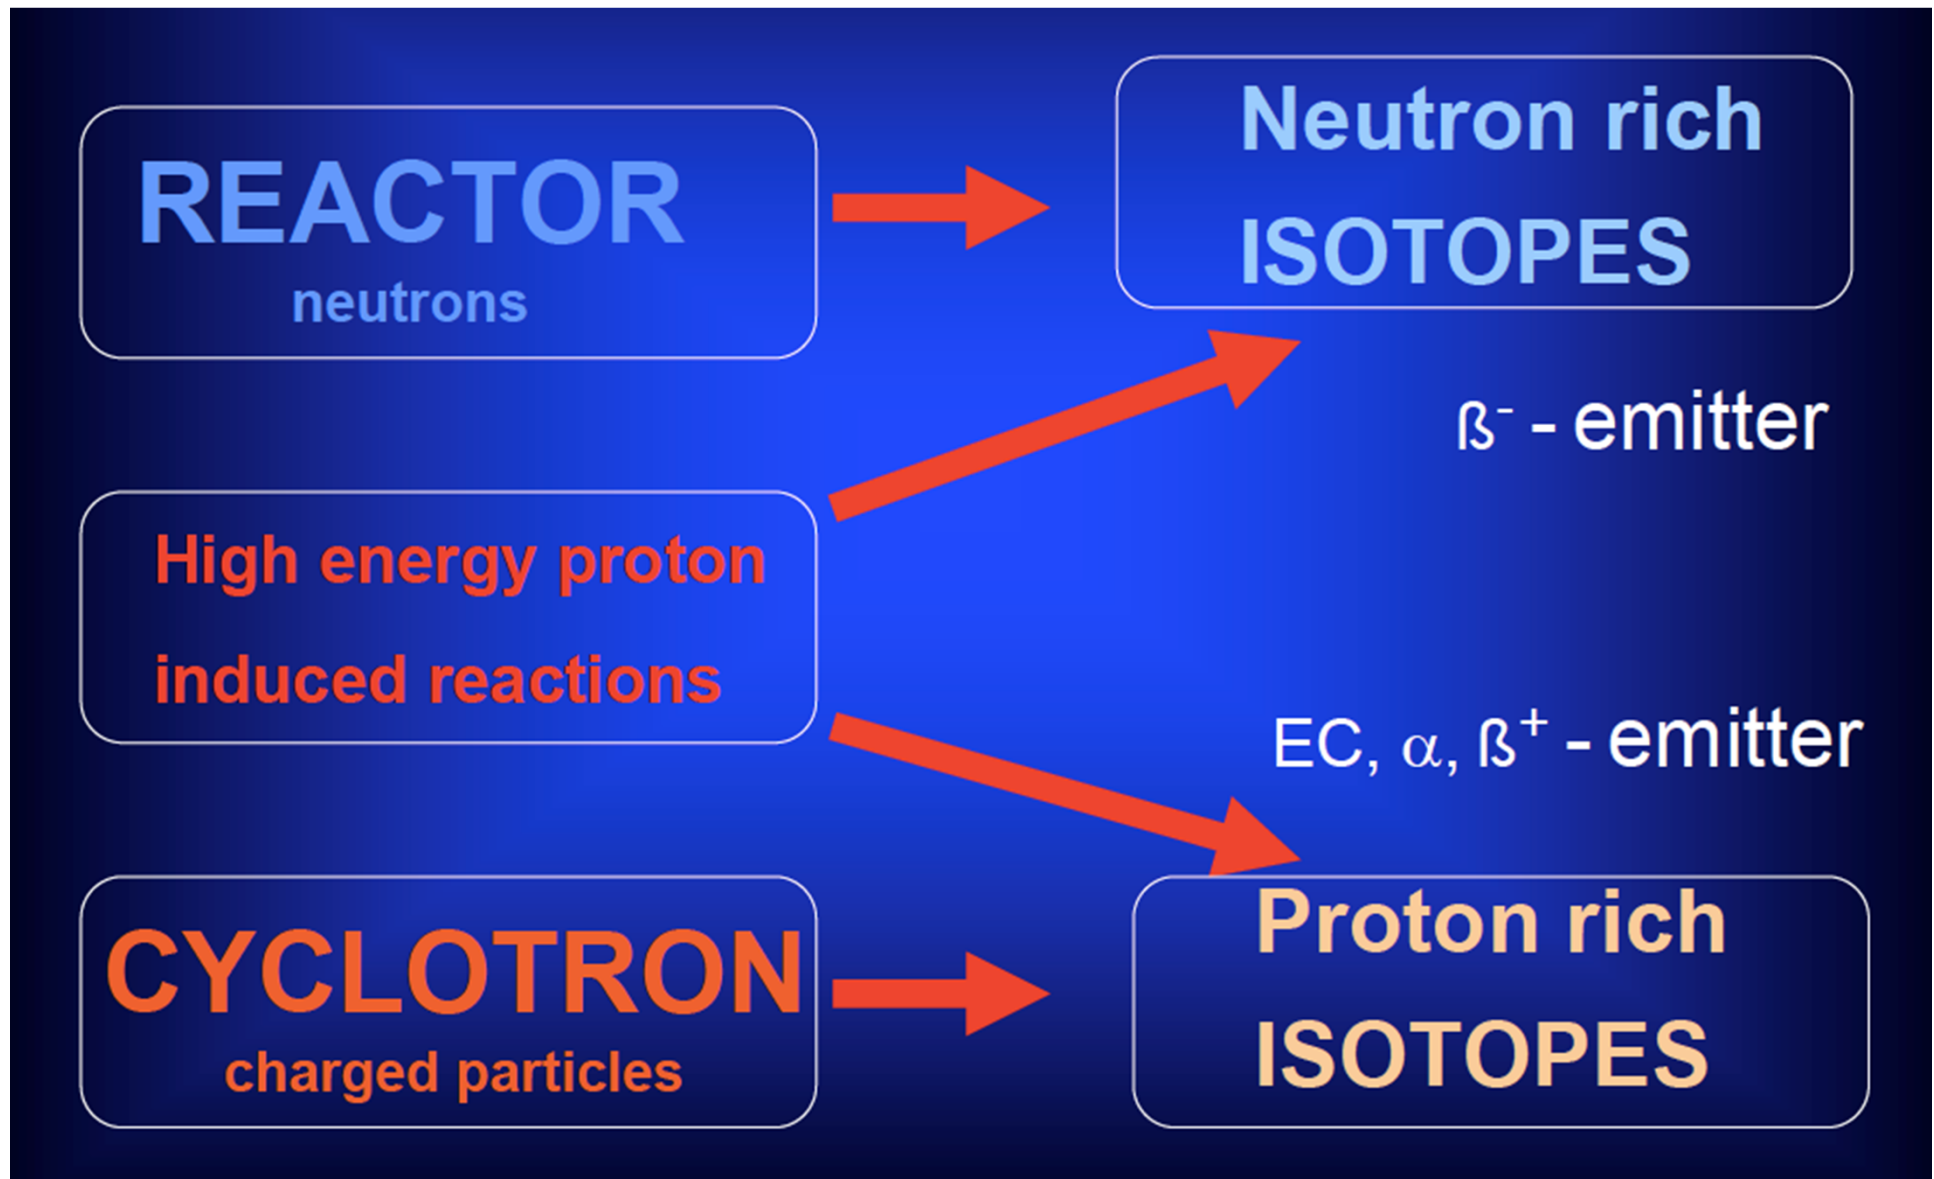 REACTOR
neutrons
Neutron rich
ISOTOPES
ß⁻ - emitter
High energy proton
induced reactions
EC, α, ß⁺ - emitter
CYCLOTRON
charged particles
Proton rich
ISOTOPES